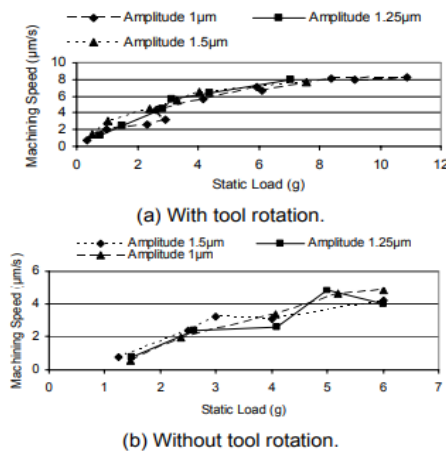 Amplitude 1µm Amplitude 1.25µm
Amplitude 1.5µm
Machining Speed (µm/s)
10
8
6
4
2
0
0 2 4 6 8 10 12
Static Load (g)
(a) With tool rotation.
Amplitude 1.5µm Amplitude 1.25µm
Amplitude 1µm
Machining Speed (µm/s)
6
4
2
0
0 1 2 3 4 5 6 7
Static Load (g)
(b) Without tool rotation.